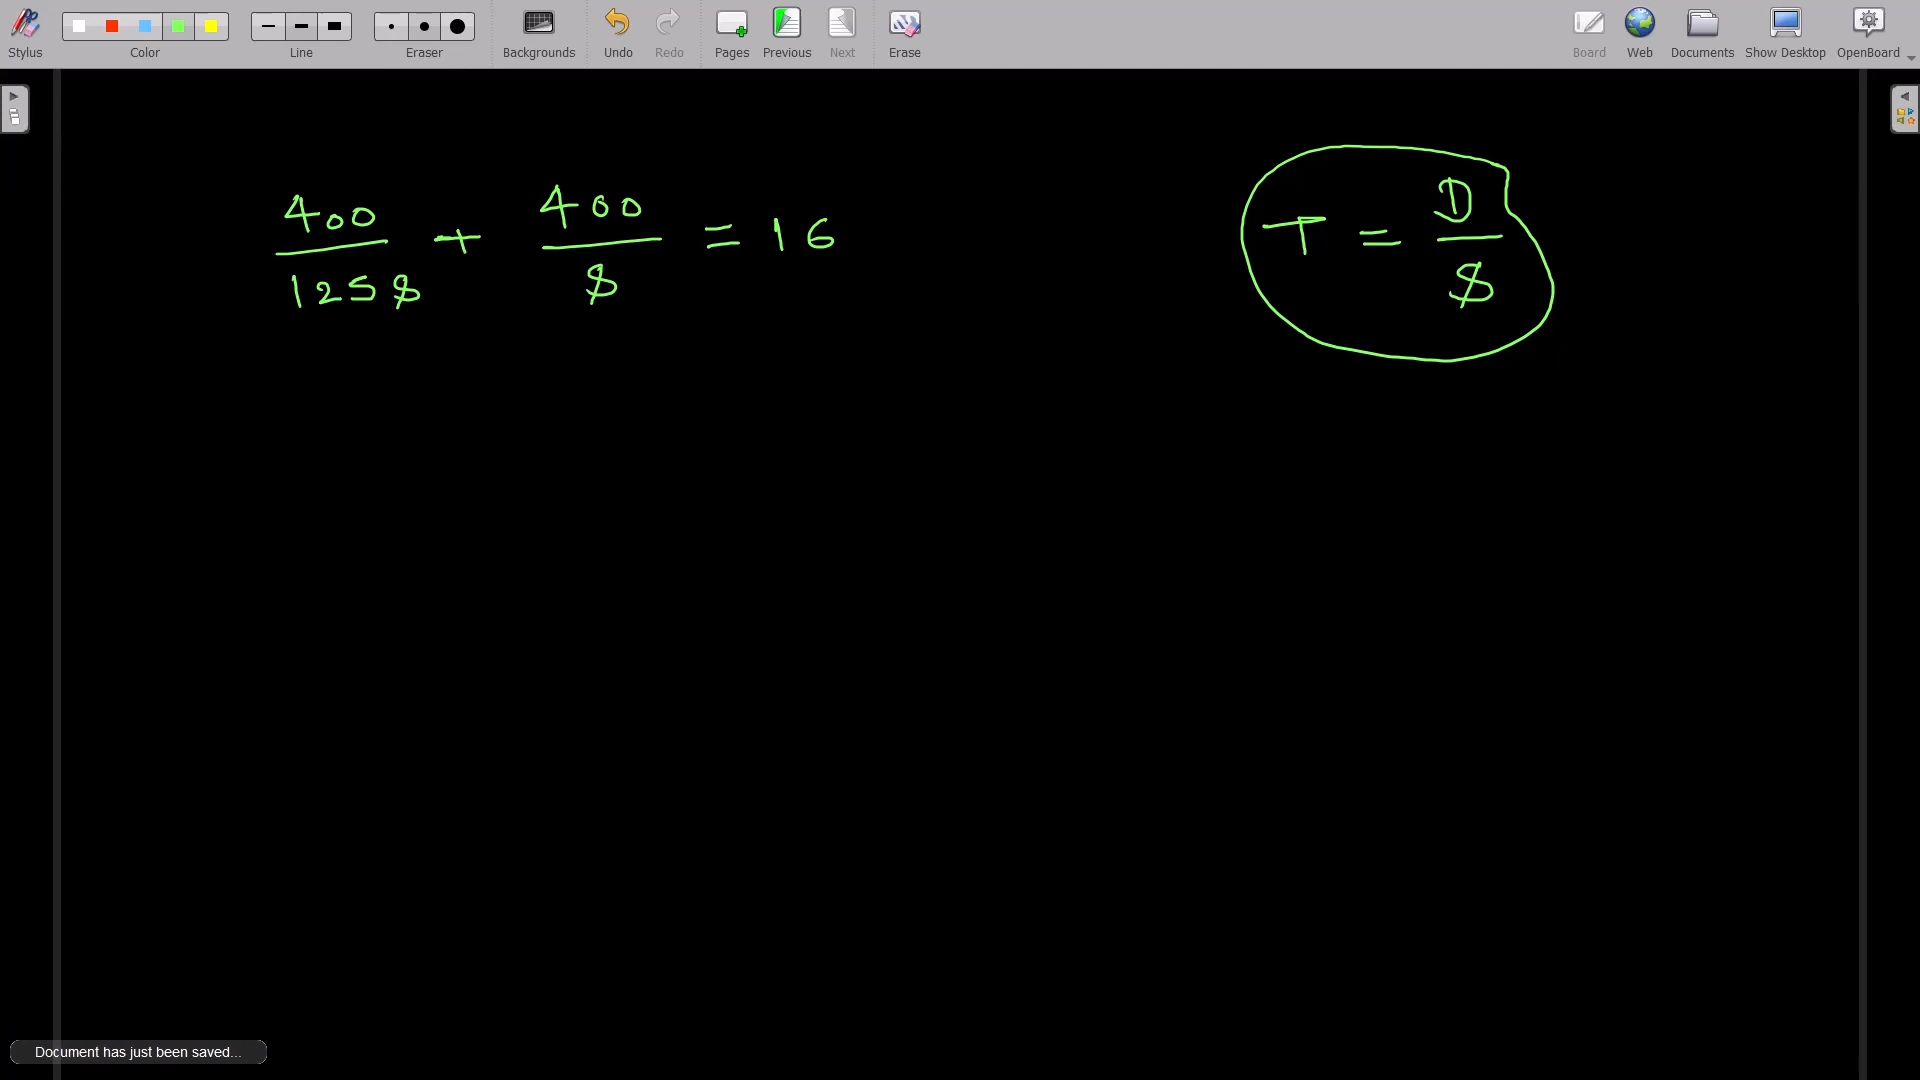 Stylus Color Line Eraser Backgrounds Undo Redo Pages Previous Next Erase Board Web Documents Show Desktop OpenBoard
400/125$ + 400/$ = 16
T = D/$
Document has just been saved...